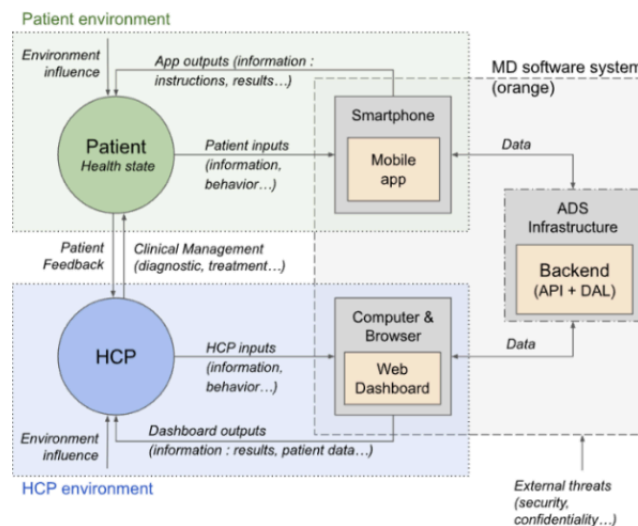 Patient environment
Environment
influence
App outputs (information :
instructions, results...)
MD software system
(orange)
Smartphone
Mobile
app
Patient
Health state
Patient inputs
(information,
behavior...)
Data
ADS
Infrastructure
Backend
(API + DAL)
Patient
Feedback
Clinical Management
(diagnostic, treatment...)
Computer &
Browser
Web
Dashboard
HCP
HCP inputs
(information,
behavior...)
Data
Environment
influence
Dashboard outputs
(information : results, patient data...)
HCP environment
External threats
(security,
confidentiality...)